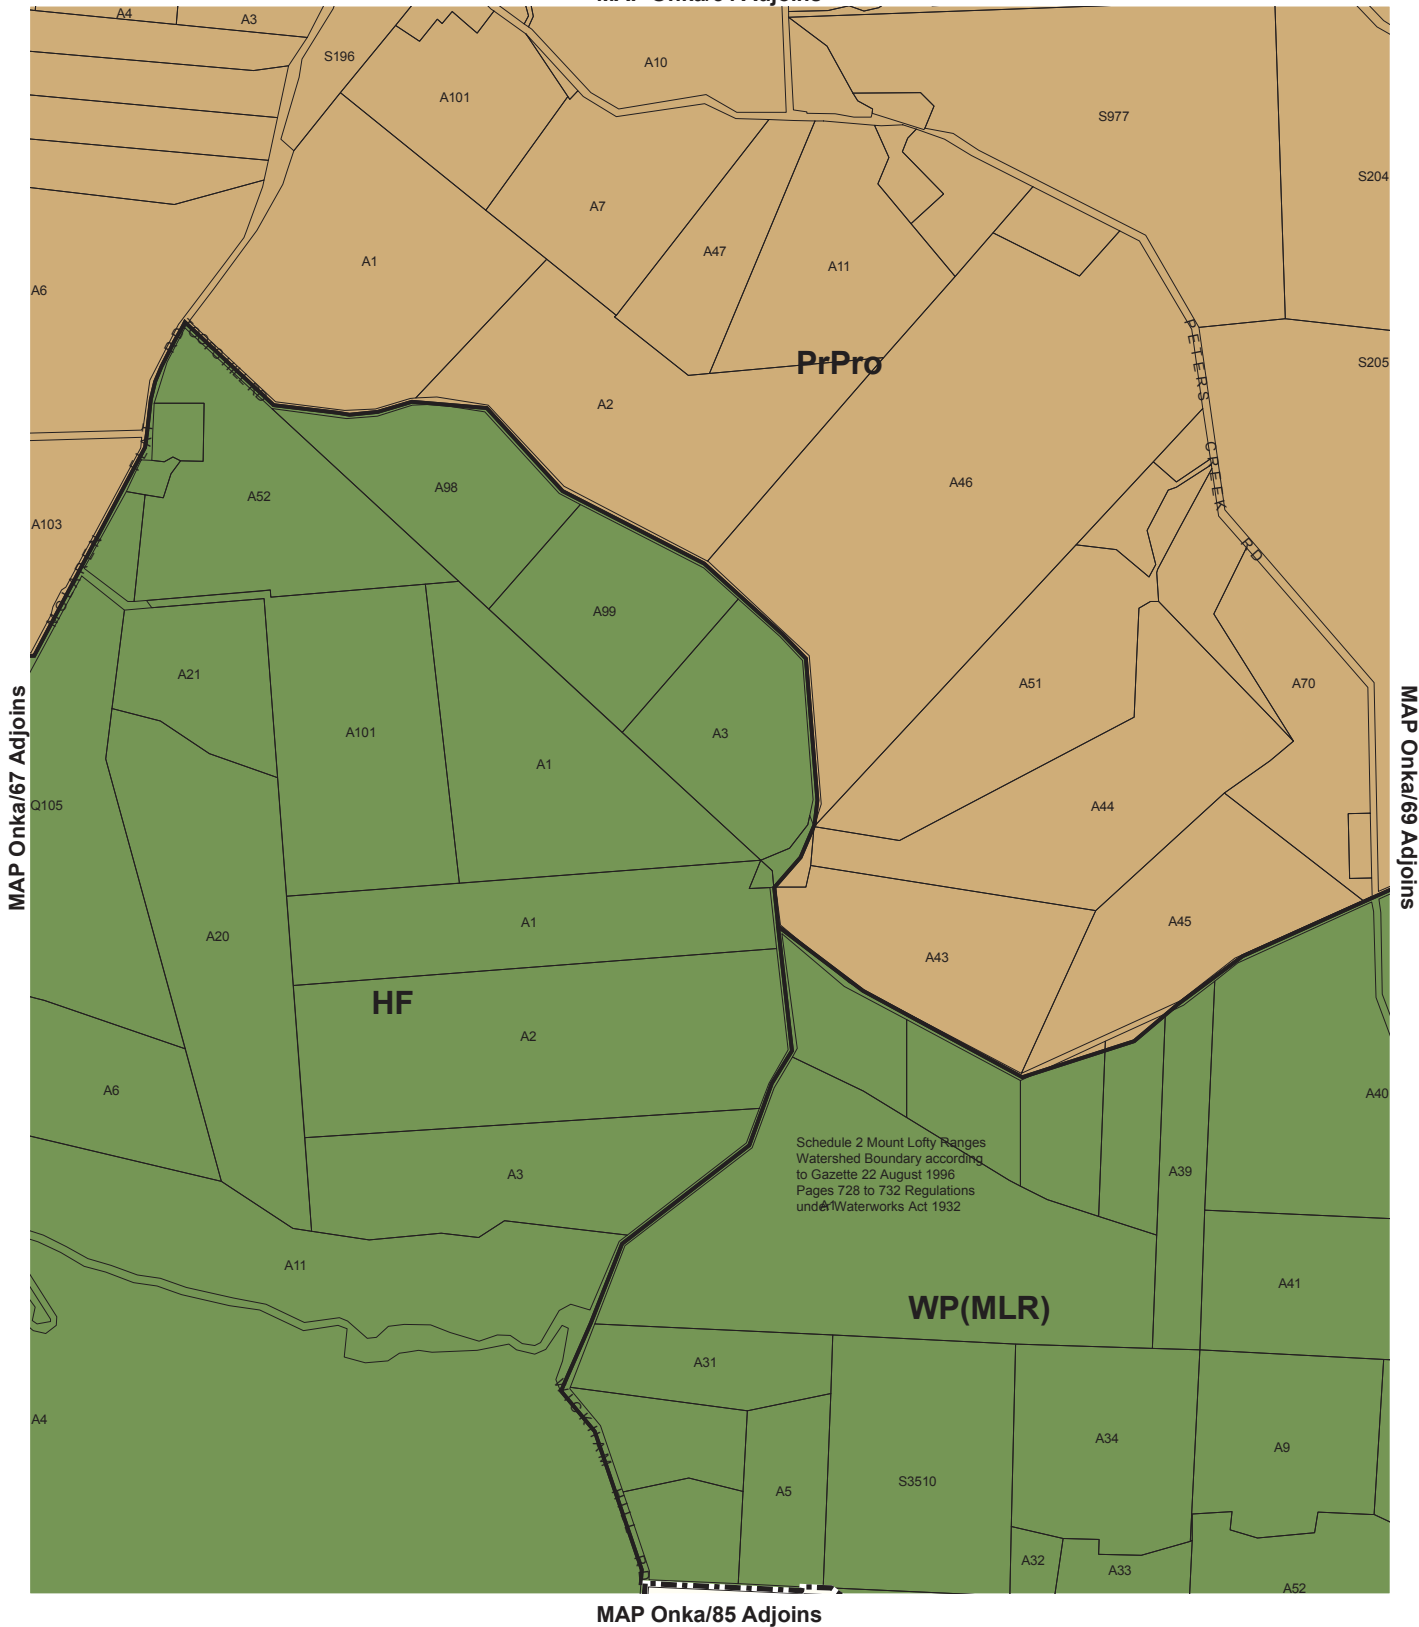 A4
A3
S196
A10
A101
S977
S204
A7
A47
A11
A1
A6
PETERS CREEK RD
PrPro
S205
A2
A98
A52
A46
A103
A99
A21
A51
A70
A101
A3
A1
MAP Onka/67 Adjoins
MAP Onka/69 Adjoins
Q105
A44
A1
A45
A20
A43
HF
A2
A6
A40
Schedule 2 Mount Lofty Ranges
Watershed Boundary according
to Gazette 22 August 1996
Pages 728 to 732 Regulations
under Waterworks Act 1932
A1
A39
A3
A11
A41
WP(MLR)
A31
A4
WICKHAM HILL RD
A34
A9
S3510
A5
A32
A33
A52
MAP Onka/85 Adjoins